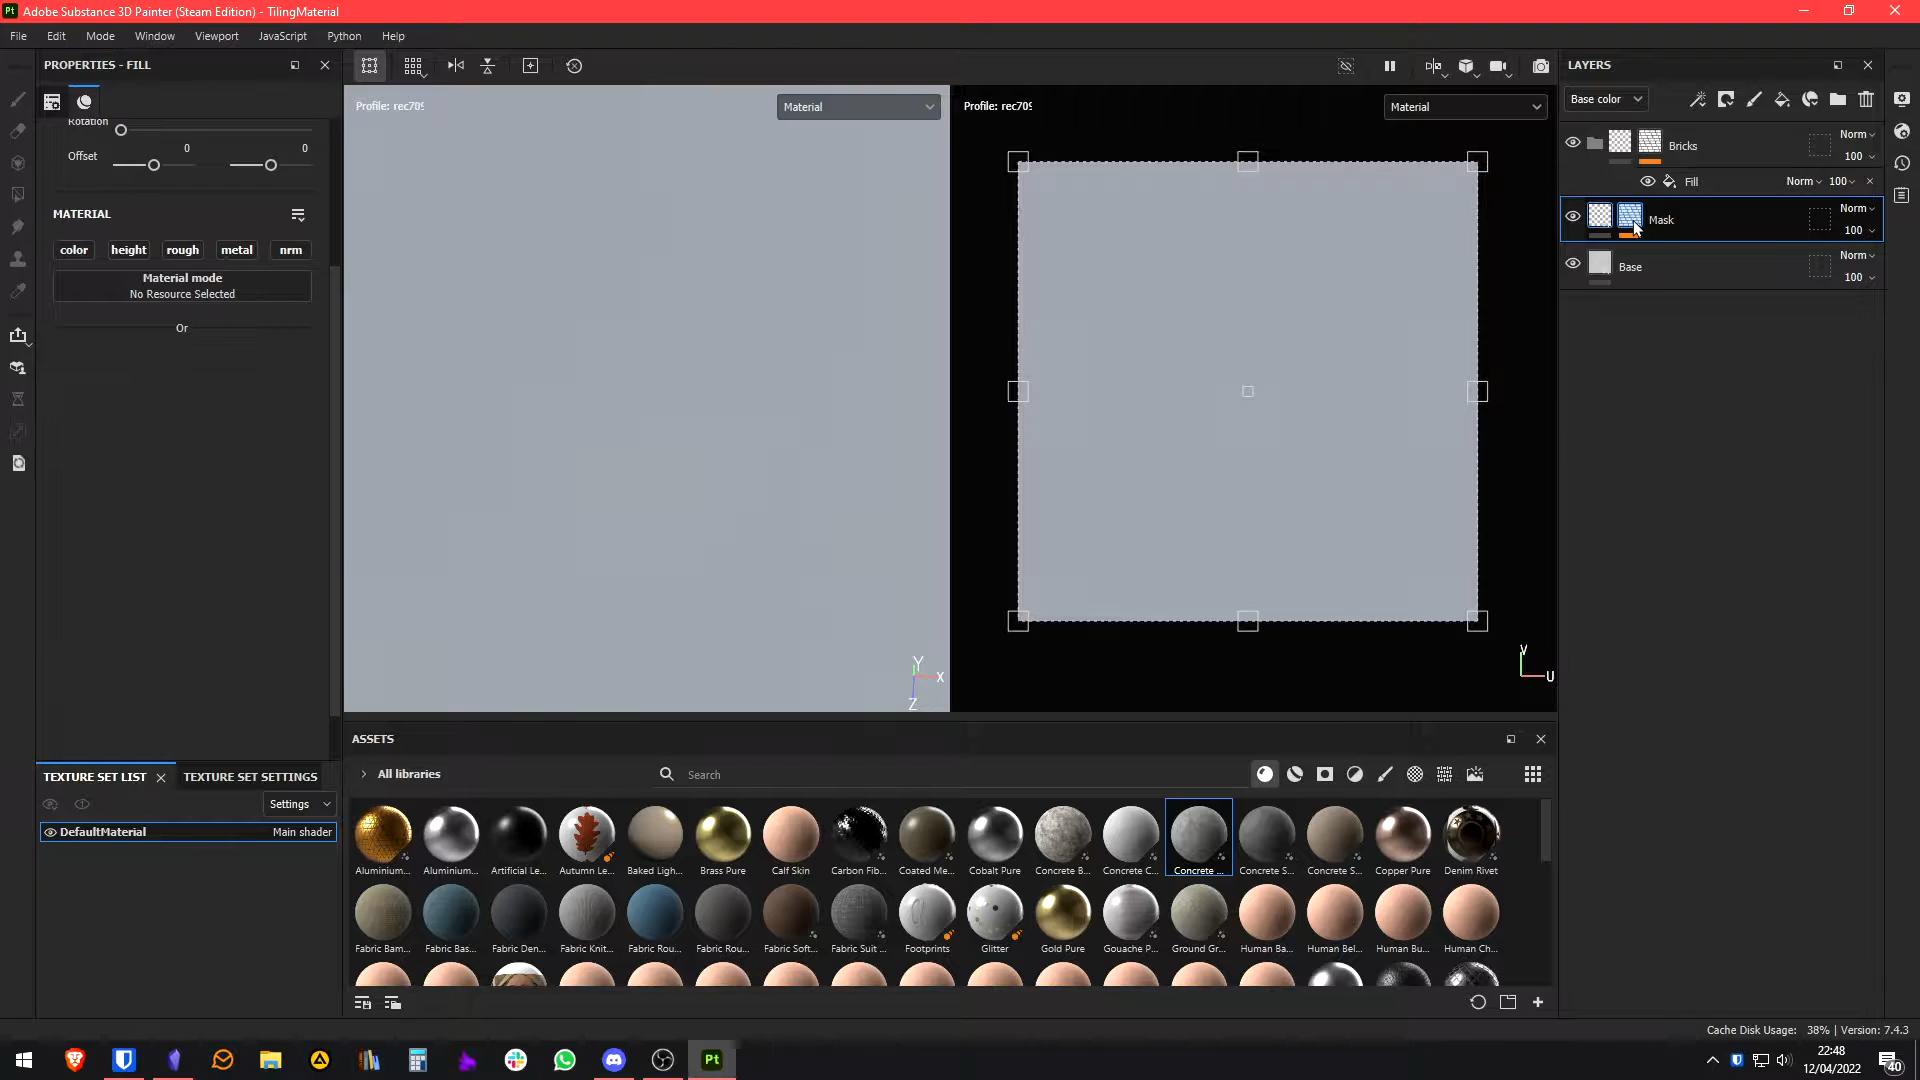 Adobe Substance 3D Painter (Steam Edition) - TilingMaterial
File Edit Mode Window Viewport JavaScript Python Help
PROPERTIES - FILL
Rotation
Offset 0 0
MATERIAL
color height rough metal nrm
Material mode
No Resource Selected
Or
TEXTURE SET LIST TEXTURE SET SETTINGS
Settings
DefaultMaterial Main shader
Profile: rec709 Material
Profile: rec709 Material
Y
X
Z
V
U
LAYERS
Base color
Bricks Norm 100
Fill Norm 100
Mask Norm 100
Base Norm 100
ASSETS
All libraries Search
Aluminium... Aluminium... Artificial Le... Autumn Le... Baked Ligh... Brass Pure Calf Skin Carbon Fib... Coated Me... Cobalt Pure Concrete B... Concrete C... Concrete ... Concrete S... Concrete S... Copper Pure Denim Rivet
Fabric Bam... Fabric Bas... Fabric Den... Fabric Knit... Fabric Rou... Fabric Rou... Fabric Soft... Fabric Suit ... Footprints Glitter Gold Pure Gouache P... Ground Gr... Human Ba... Human Bel... Human Bu... Human Ch...
Cache Disk Usage: 38% | Version: 7.4.3
Pt
22:48
12/04/2022
40